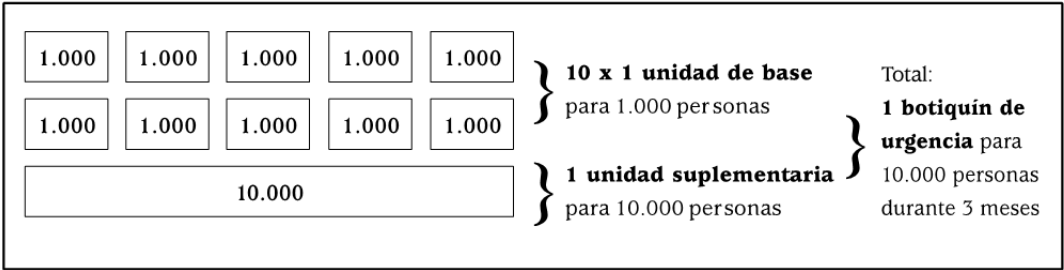 1.000 1.000 1.000 1.000 1.000
1.000 1.000 1.000 1.000 1.000
10.000
10 x 1 unidad de base
para 1.000 personas
1 unidad suplementaria
para 10.000 personas
Total:
1 botiquín de
urgencia para
10.000 personas
durante 3 meses